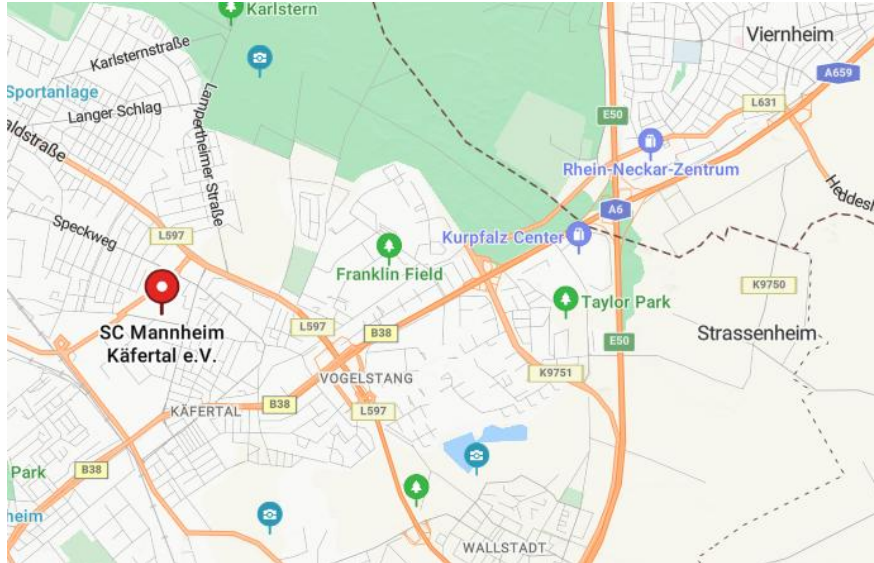 Karlstern
Viernheim
Karlsternstraße
A659
Sportanlage
Langer Schlag
L631
Lampertheimer Straße
E50
aldstraße
Rhein-Neckar-Zentrum
Heddesh
A6
Speckweg
L597
Kurpfalz Center
Franklin Field
K9750
Taylor Park
SC Mannheim
Käfertal e.V.
L597
B38
Strassenheim
E50
VOGELSTANG
K9751
KÄFERTAL
B38
L597
Park
B38
heim
WALLSTADT